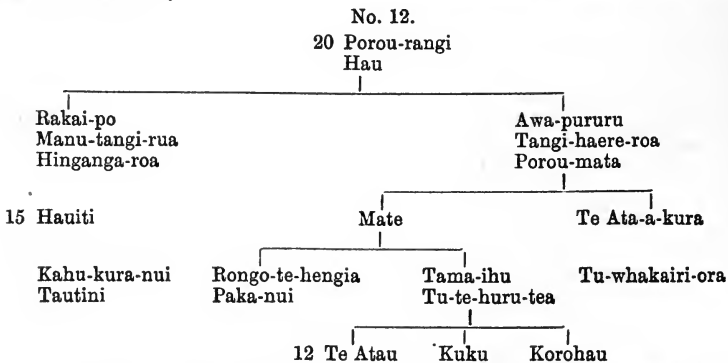 No. 12.
20 Porou-rangi
Hau
Rakai-po Awa-pururu
Manu-tangi-rua Tangi-haere-roa
Hinganga-roa Porou-mata
15 Hauiti Mate Te Ata-a-kura
Kahu-kura-nui Rongo-te-hengia Tama-ihu Tu-whakairi-ora
Tautini Paka-nui Tu-te-huru-tea
12 Te Atau Kuku Korohau